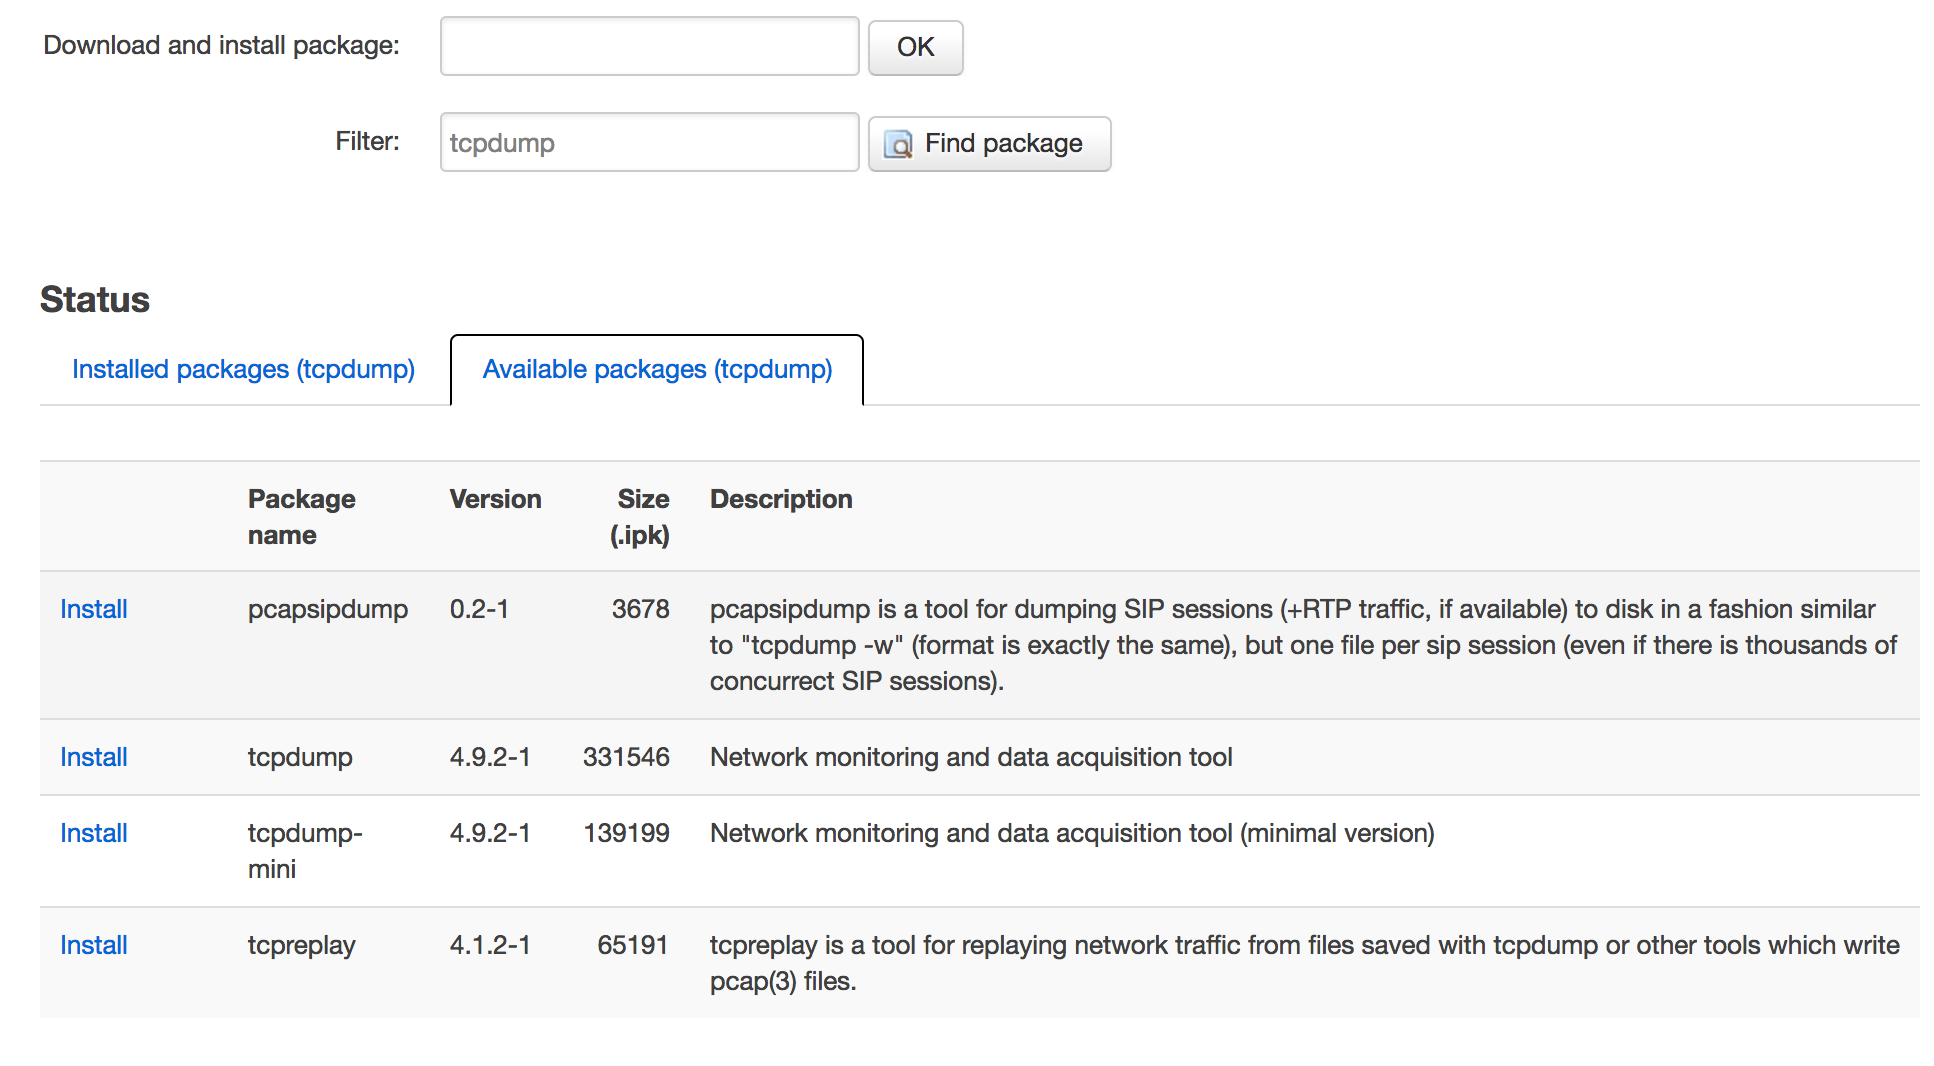 Download and install package:
OK
Filter:
tcpdump
Find package
Status
Installed packages (tcpdump)
Available packages (tcpdump)
Package name
Version
Size (.ipk)
Description
Install
pcapsipdump
0.2-1
3678
pcapsipdump is a tool for dumping SIP sessions (+RTP traffic, if available) to disk in a fashion similar
to "tcpdump -w" (format is exactly the same), but one file per sip session (even if there is thousands of
concurrect SIP sessions).
Install
tcpdump
4.9.2-1
331546
Network monitoring and data acquisition tool
Install
tcpdump-
mini
4.9.2-1
139199
Network monitoring and data acquisition tool (minimal version)
Install
tcpreplay
4.1.2-1
65191
tcpreplay is a tool for replaying network traffic from files saved with tcpdump or other tools which write
pcap(3) files.